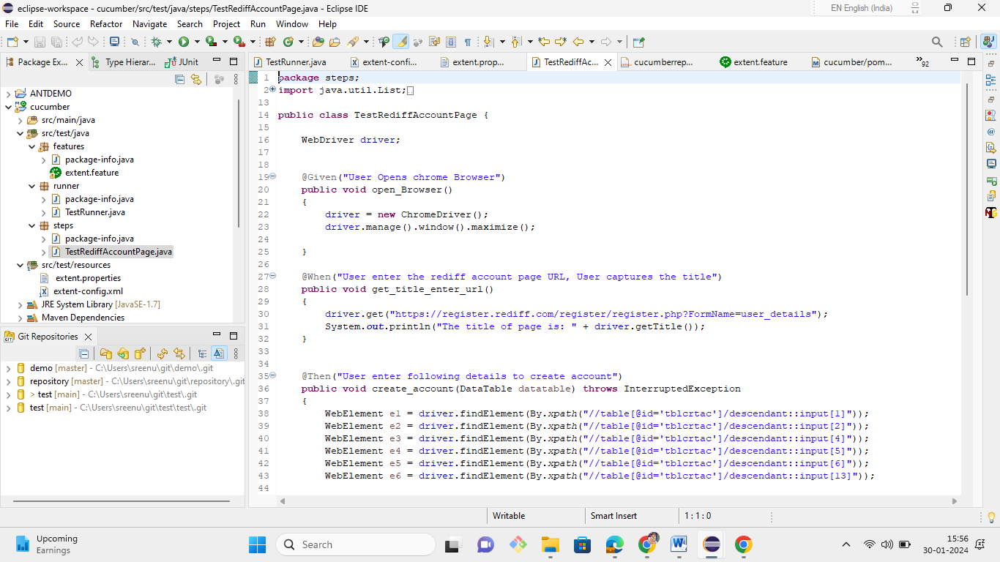 eclipse-workspace - cucumber/src/test/java/steps/TestRediffAccountPage.java - Eclipse IDE
EN English (India)
File Edit Source Refactor Navigate Search Project Run Window Help
Package Ex... Type Hierar... JUnit
TestRunner.java extent-confi... extent.prop... TestRediffAc... cucumberrep... extent.feature cucumber/pom... »92
ANTDEMO
cucumber
src/main/java
src/test/java
features
package-info.java
extent.feature
runner
package-info.java
TestRunner.java
steps
package-info.java
TestRediffAccountPage.java
src/test/resources
extent.properties
extent-config.xml
JRE System Library [JavaSE-1.7]
Maven Dependencies
Git Repositories
demo [master] - C:\Users\sreenu\git\demo\.git
repository [master] - C:\Users\sreenu\git\repository\.git
> test [main] - C:\Users\sreenu\git\test\.git
test [main] - C:\Users\sreenu\git\test\test\.git
1 package steps;
2 import java.util.List;
13
14 public class TestRediffAccountPage {
15
16 WebDriver driver;
17
18
19 @Given("User Opens chrome Browser")
20 public void open_Browser()
21 {
22 driver = new ChromeDriver();
23 driver.manage().window().maximize();
24
25 }
26
27 @When("User enter the rediff account page URL, User captures the title")
28 public void get_title_enter_url()
29 {
30 driver.get("https://register.rediff.com/register/register.php?FormName=user_details");
31 System.out.println("The title of page is: " + driver.getTitle());
32 }
33
34
35 @Then("User enter following details to create account")
36 public void create_account(DataTable datatable) throws InterruptedException
37 {
38 WebElement e1 = driver.findElement(By.xpath("//table[@id='tblcrtac']/descendant::input[1]"));
39 WebElement e2 = driver.findElement(By.xpath("//table[@id='tblcrtac']/descendant::input[2]"));
40 WebElement e3 = driver.findElement(By.xpath("//table[@id='tblcrtac']/descendant::input[4]"));
41 WebElement e4 = driver.findElement(By.xpath("//table[@id='tblcrtac']/descendant::input[5]"));
42 WebElement e5 = driver.findElement(By.xpath("//table[@id='tblcrtac']/descendant::input[6]"));
43 WebElement e6 = driver.findElement(By.xpath("//table[@id='tblcrtac']/descendant::input[13]"));
44
Writable Smart Insert 1 : 1 : 0
Upcoming
Earnings
Search
15:56
30-01-2024